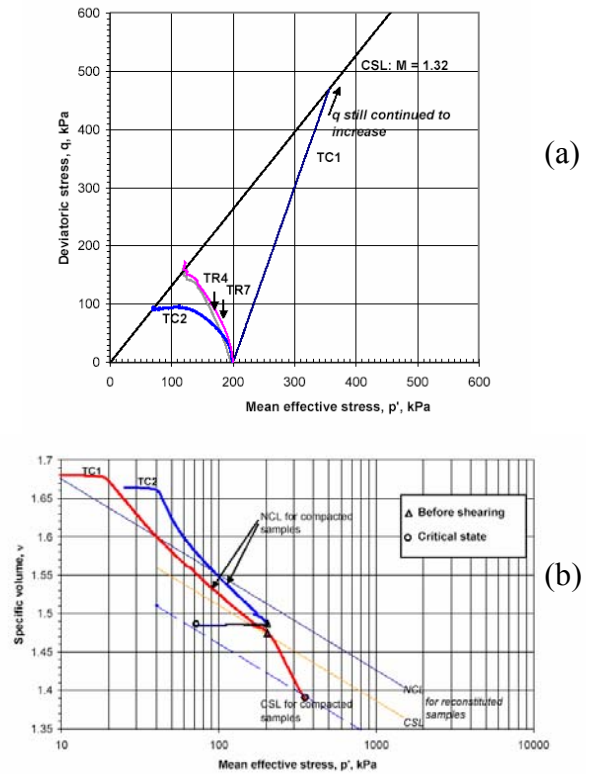 600
500
400
300
200
100
0
0 100 200 300 400 500 600
Deviatoric stress, q, kPa
Mean effective stress, p', kPa
CSL: M = 1.32
q still continued to
increase
TC1
TR4
TR7
TC2
(a)
1.7
1.65
1.6
1.55
1.5
1.45
1.4
1.35
10 100 1000 10000
Specific volume, v
Mean effective stress, p', kPa
TC1
TC2
NCL for compacted
samples
Before shearing
Critical state
CSL for compacted
samples
NCL
for reconstituted
samples
CSL
(b)